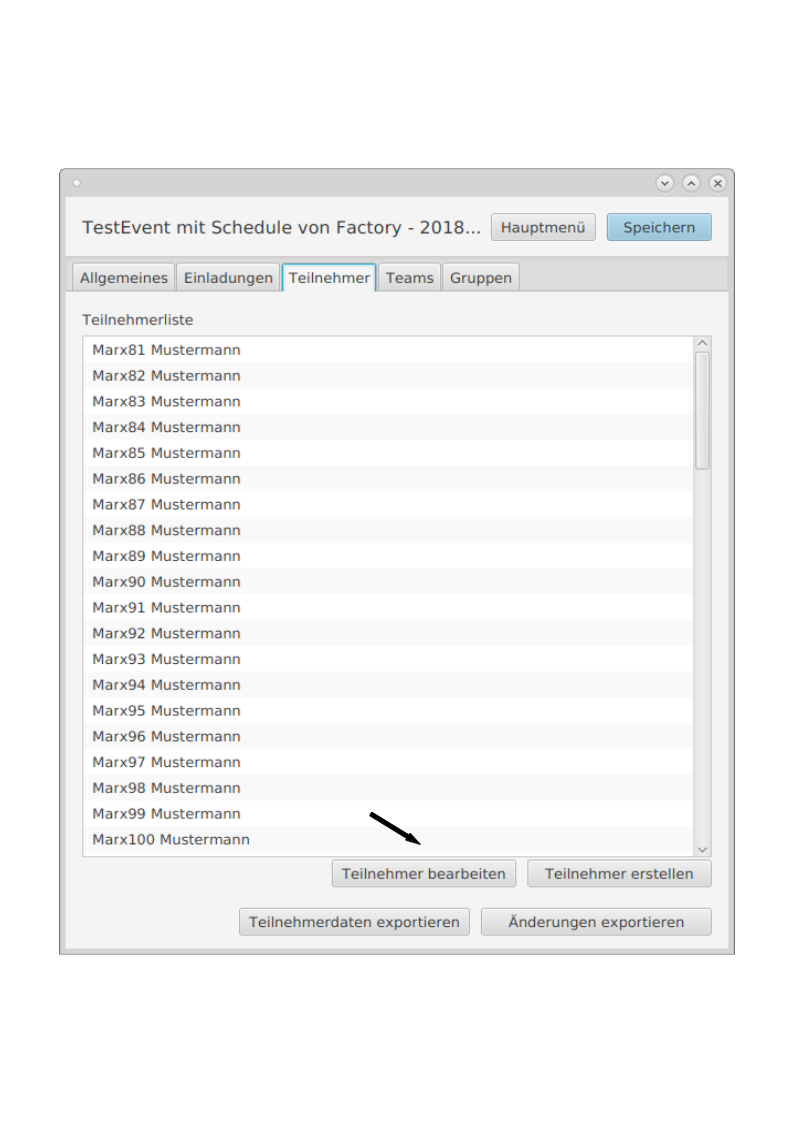 TestEvent mit Schedule von Factory - 2018... Hauptmenü Speichern
Allgemeines Einladungen Teilnehmer Teams Gruppen
Teilnehmerliste
Marx81 Mustermann
Marx82 Mustermann
Marx83 Mustermann
Marx84 Mustermann
Marx85 Mustermann
Marx86 Mustermann
Marx87 Mustermann
Marx88 Mustermann
Marx89 Mustermann
Marx90 Mustermann
Marx91 Mustermann
Marx92 Mustermann
Marx93 Mustermann
Marx94 Mustermann
Marx95 Mustermann
Marx96 Mustermann
Marx97 Mustermann
Marx98 Mustermann
Marx99 Mustermann
Marx100 Mustermann
Teilnehmer bearbeiten Teilnehmer erstellen
Teilnehmerdaten exportieren Änderungen exportieren